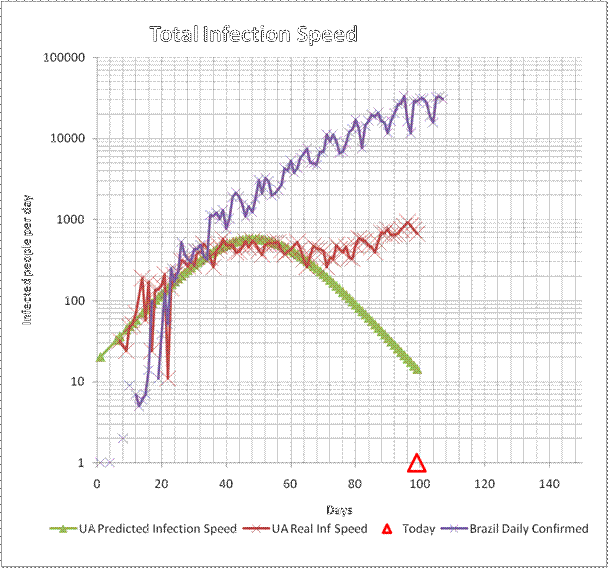 Total Infection Speed
100000
10000
1000
100
10
1
Infected people per day
0 20 40 60 80 100 120 140
Days
UA Predicted Infection Speed UA Real Inf Speed Today Brazil Daily Confirmed